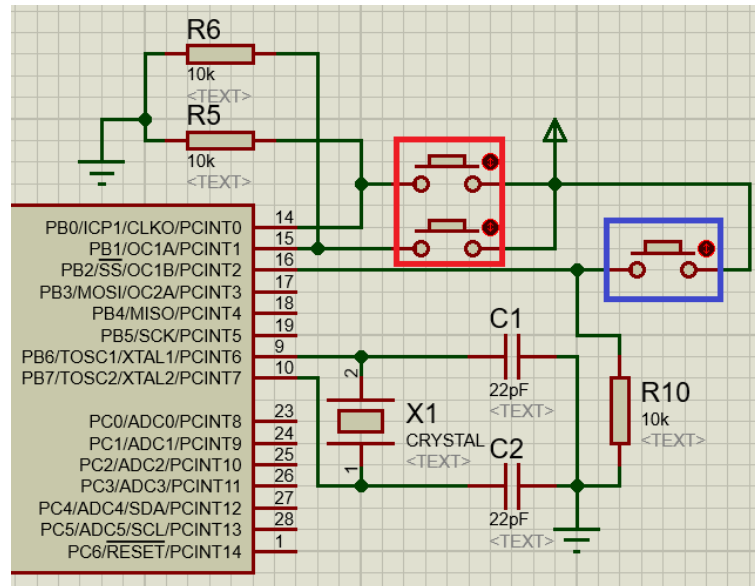 R6
10k
<TEXT>
R5
10k
<TEXT>
PB0/ICP1/CLKO/PCINT0 14
PB1/OC1A/PCINT1 15
PB2/SS/OC1B/PCINT2 16
PB3/MOSI/OC2A/PCINT3 17
PB4/MISO/PCINT4 18
PB5/SCK/PCINT5 19
PB6/TOSC1/XTAL1/PCINT6 9
PB7/TOSC2/XTAL2/PCINT7 10
PC0/ADC0/PCINT8 23
PC1/ADC1/PCINT9 24
PC2/ADC2/PCINT10 25
PC3/ADC3/PCINT11 26
PC4/ADC4/SDA/PCINT12 27
PC5/ADC5/SCL/PCINT13 28
PC6/RESET/PCINT14 1
2
X1
CRYSTAL
<TEXT>
1
C1
22pF
<TEXT>
C2
22pF
<TEXT>
R10
10k
<TEXT>